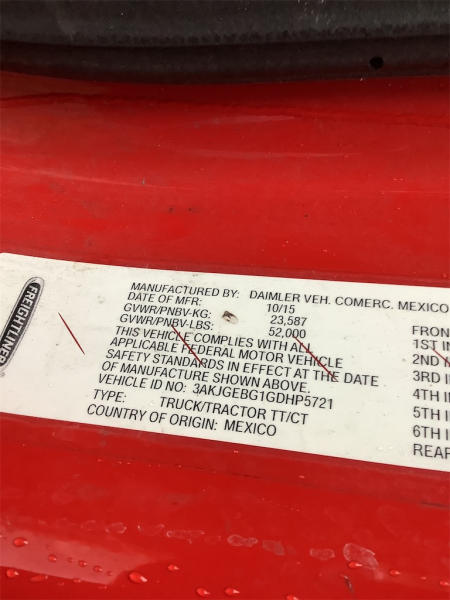 FREIGHTLINER
MANUFACTURED BY: DAIMLER VEH. COMERC. MEXICO
DATE OF MFR: 10/15
GVWR/PNBV-KG: 23,587
GVWR/PNBV-LBS: 52,000
THIS VEHICLE COMPLIES WITH ALL
APPLICABLE FEDERAL MOTOR VEHICLE
SAFETY STANDARDS IN EFFECT AT THE DATE
OF MANUFACTURE SHOWN ABOVE.
VEHICLE ID NO: 3AKJGEBG1GDHP5721
TYPE: TRUCK/TRACTOR TT/CT
COUNTRY OF ORIGIN: MEXICO
FRON
1ST IN
2ND
3RD I
4TH I
5TH I
6TH I
REAR